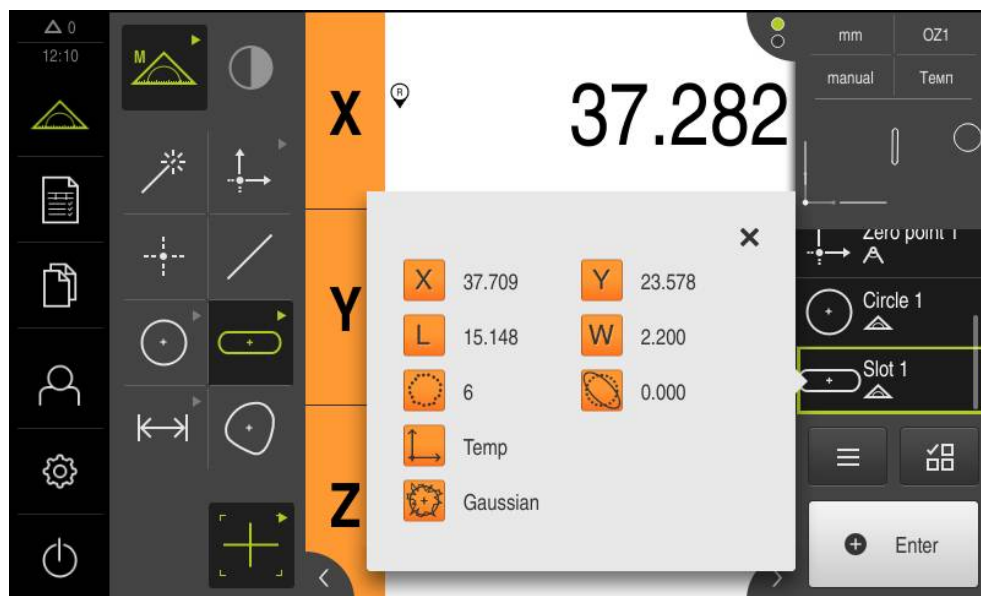 0
12:10
M
X
R
37.282
mm
OZ1
manual
Темп
Zero point 1
X 37.709
Y 23.578
Y
L 15.148
W 2.200
6
0.000
Temp
Gaussian
Circle 1
Slot 1
Z
Enter